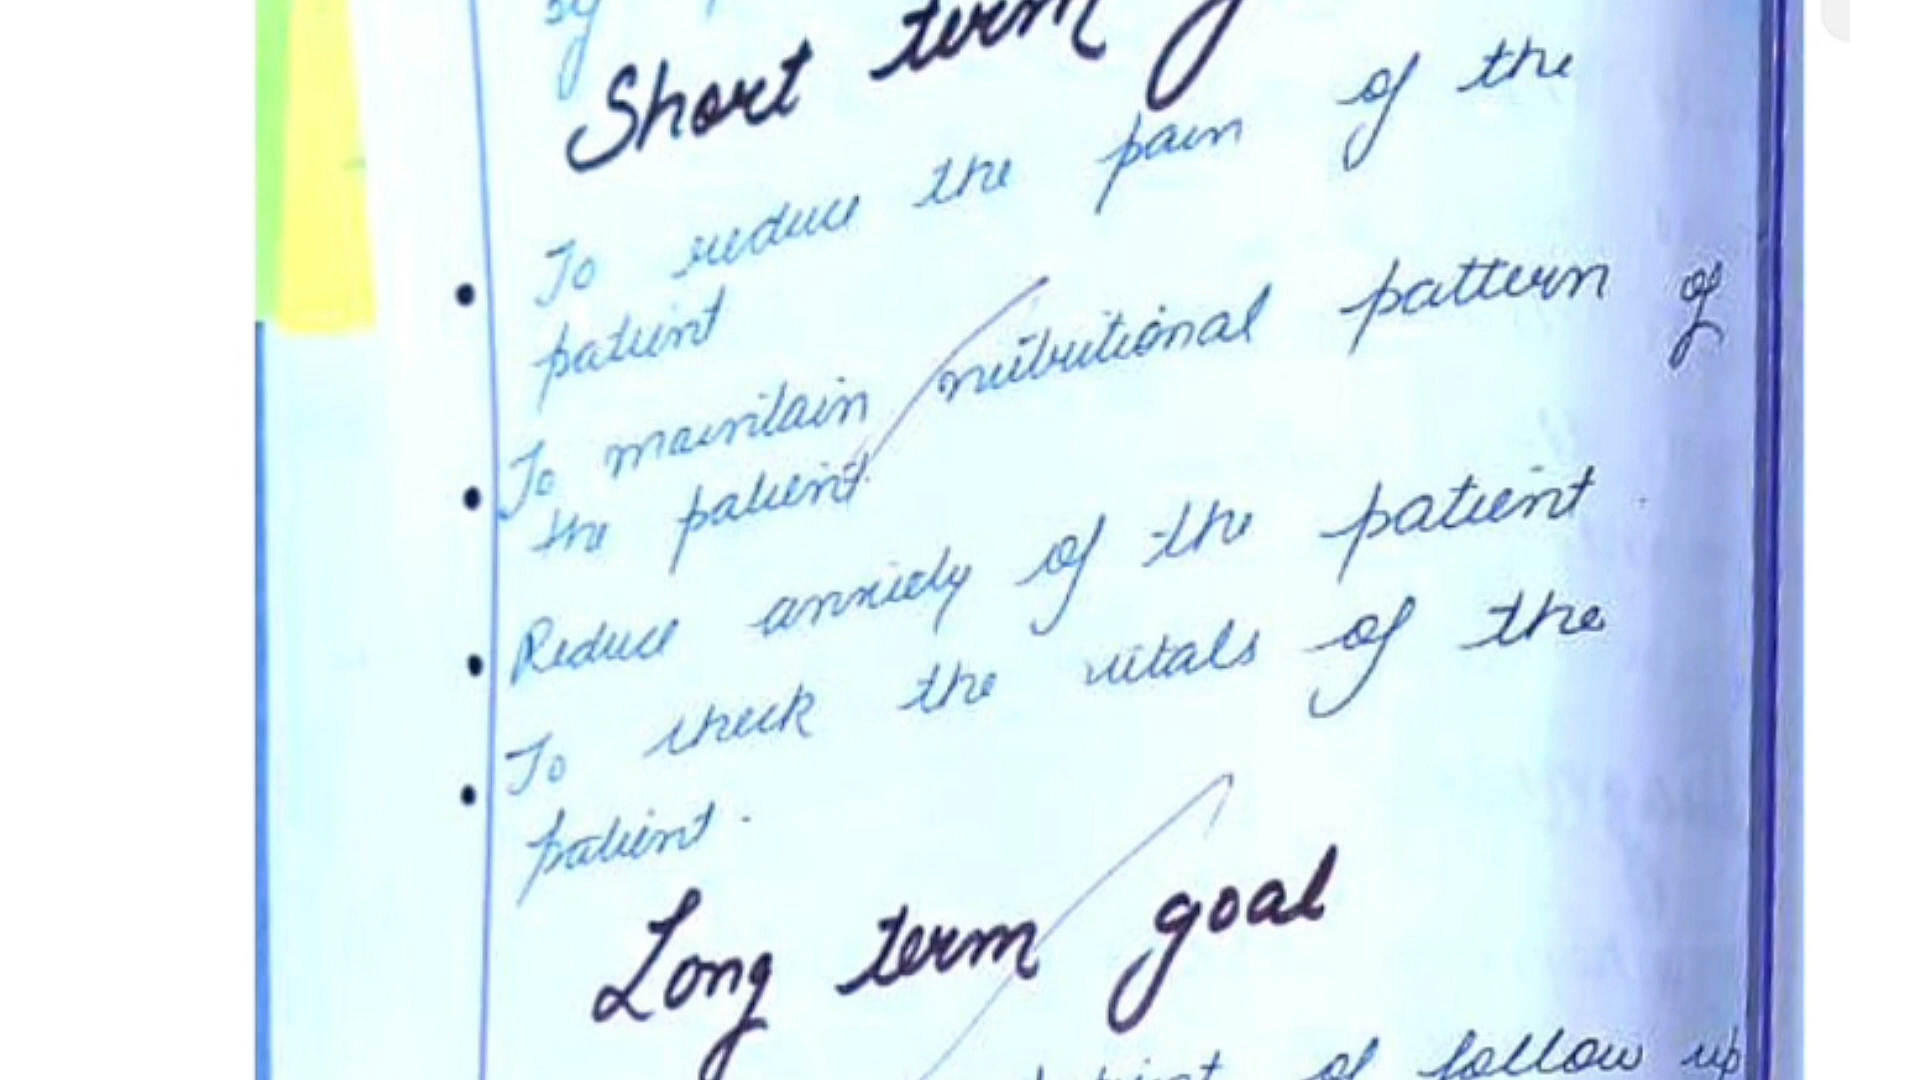 Short term
To reduce the pain of the
patient
To maintain nutritional pattern of
the patient.
Reduce anxiety of the patient.
To check the vitals of the
patient.
Long term goal
of follow up